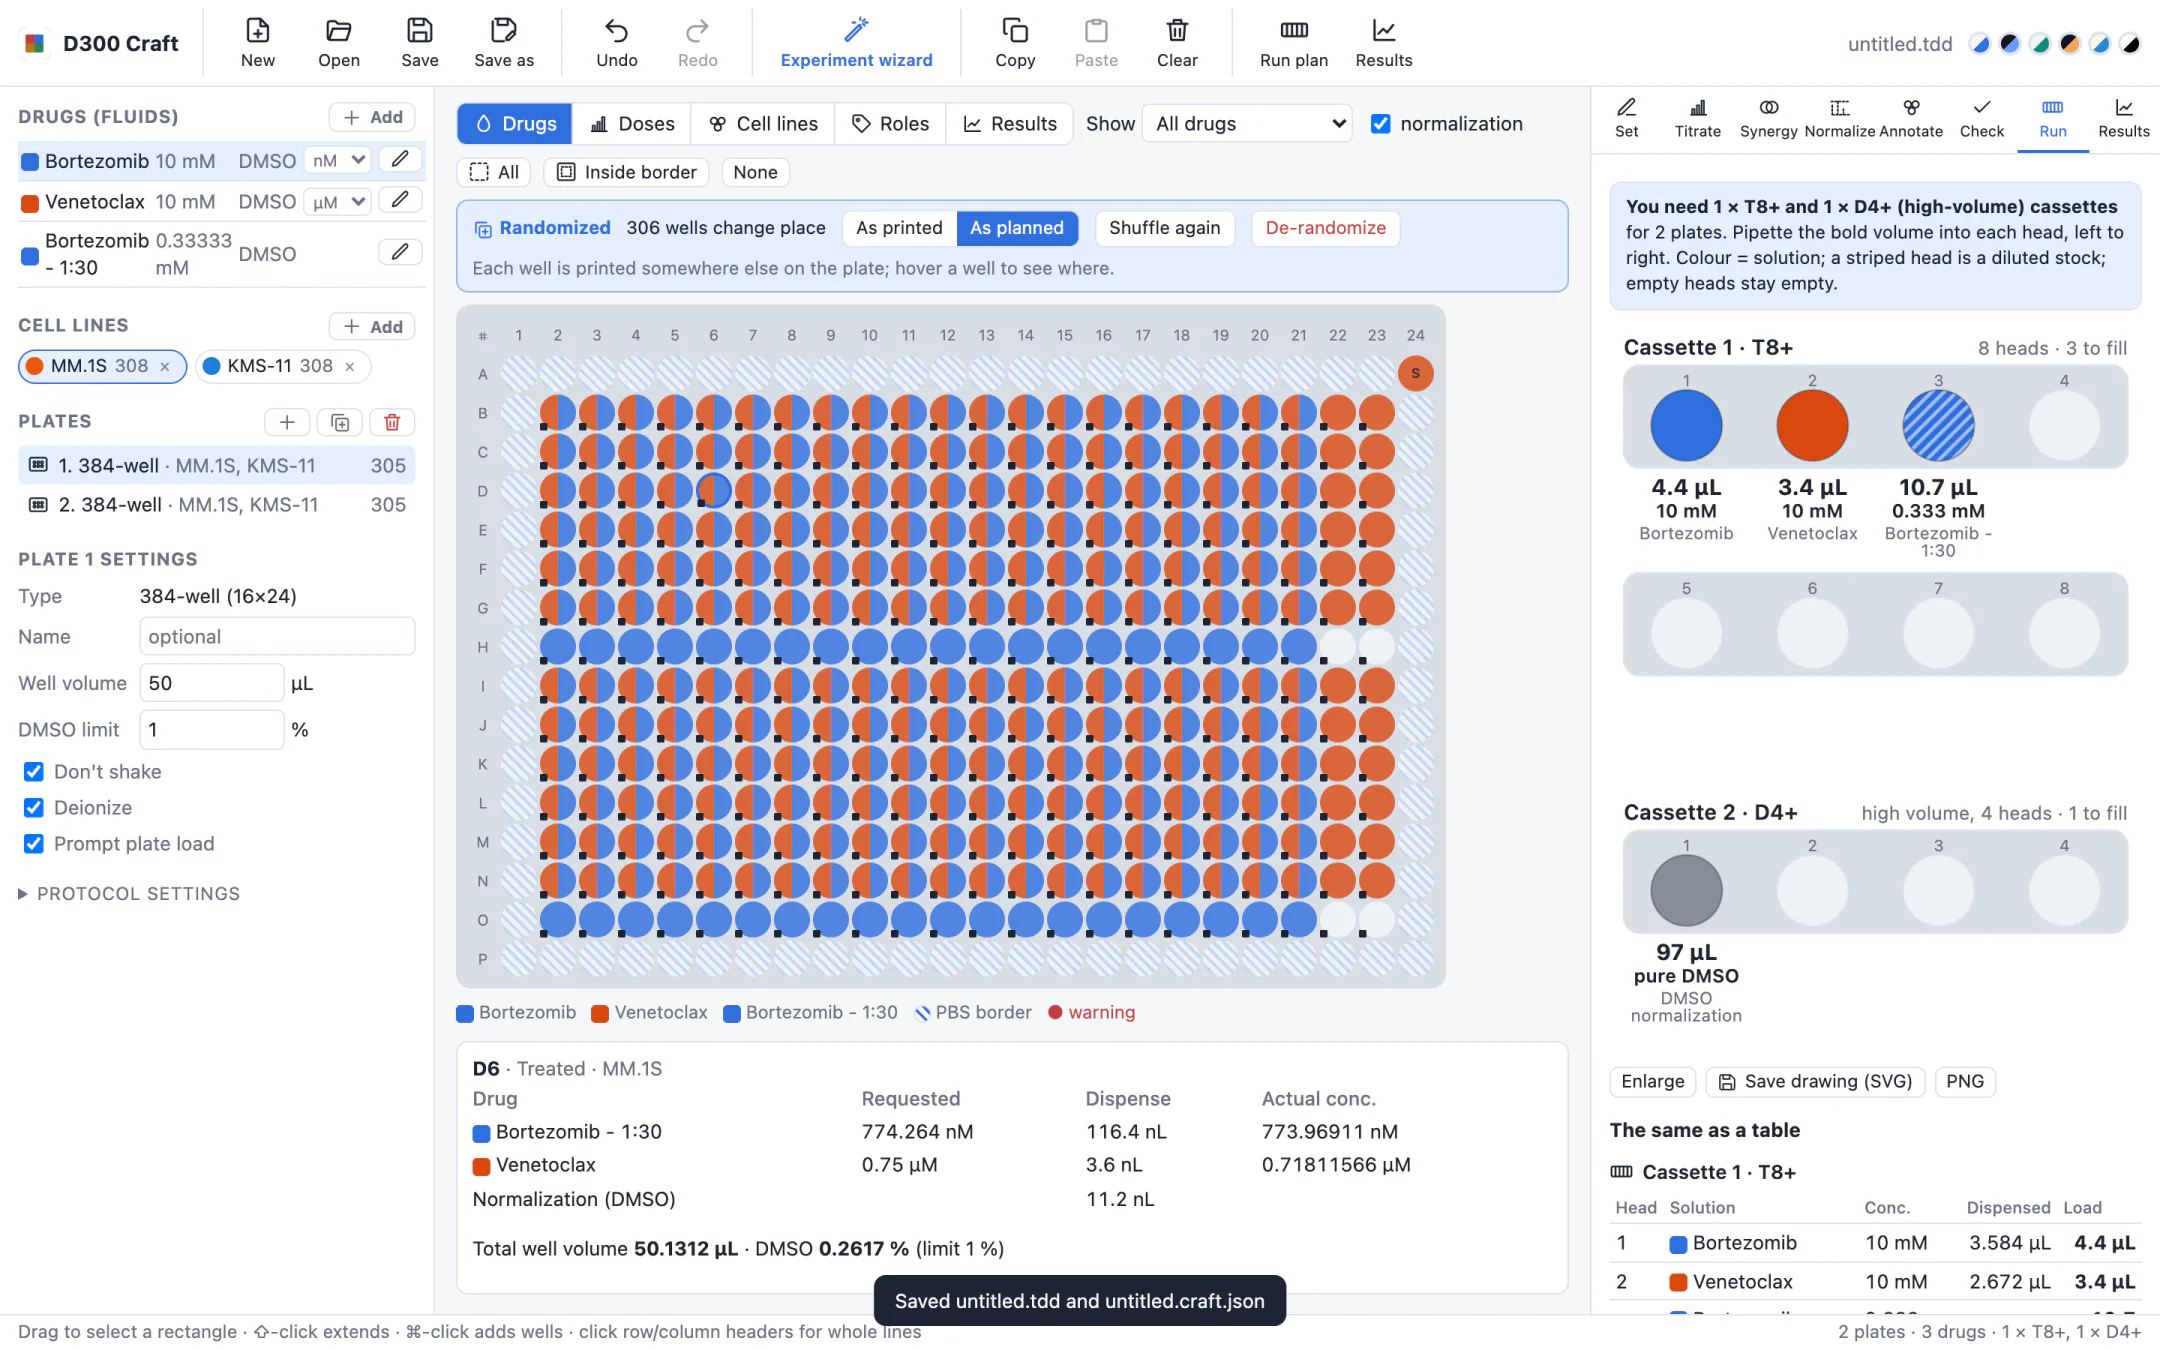 D300 Craft
New
Open
Save
Save as
Undo
Redo
Experiment wizard
Copy
Paste
Clear
Run plan
Results
untitled.tdd
DRUGS (FLUIDS)
Add
Bortezomib 10 mM DMSO nM
Venetoclax 10 mM DMSO µM
Bortezomib 0.33333 DMSO
- 1:30 mM
CELL LINES
Add
MM.1S 308 ×
KMS-11 308 ×
PLATES
1. 384-well · MM.1S, KMS-11 305
2. 384-well · MM.1S, KMS-11 305
PLATE 1 SETTINGS
Type 384-well (16×24)
Name optional
Well volume 50 µL
DMSO limit 1 %
Don't shake
Deionize
Prompt plate load
PROTOCOL SETTINGS
Drugs
Doses
Cell lines
Roles
Results
Show All drugs
normalization
All
Inside border
None
Randomized 306 wells change place
As printed
As planned
Shuffle again
De-randomize
Each well is printed somewhere else on the plate; hover a well to see where.
# 1 2 3 4 5 6 7 8 9 10 11 12 13 14 15 16 17 18 19 20 21 22 23 24
A S
B
C
D
E
F
G
H
I
J
K
L
M
N
O
P
Bortezomib Venetoclax Bortezomib - 1:30 PBS border warning
D6 · Treated · MM.1S
Drug Requested Dispense Actual conc.
Bortezomib - 1:30 774.264 nM 116.4 nL 773.96911 nM
Venetoclax 0.75 µM 3.6 nL 0.71811566 µM
Normalization (DMSO) 11.2 nL
Total well volume 50.1312 µL · DMSO 0.2617 % (limit 1 %)
Saved untitled.tdd and untitled.craft.json
Set
Titrate
Synergy
Normalize
Annotate
Check
Run
Results
You need 1 × T8+ and 1 × D4+ (high-volume) cassettes
for 2 plates. Pipette the bold volume into each head, left to
right. Colour = solution; a striped head is a diluted stock;
empty heads stay empty.
Cassette 1 · T8+ 8 heads · 3 to fill
1 2 3 4
4.4 µL 3.4 µL 10.7 µL
10 mM 10 mM 0.333 mM
Bortezomib Venetoclax Bortezomib -
1:30
5 6 7 8
Cassette 2 · D4+ high volume, 4 heads · 1 to fill
1 2 3 4
97 µL
pure DMSO
DMSO
normalization
Enlarge
Save drawing (SVG)
PNG
The same as a table
Cassette 1 · T8+
Head Solution Conc. Dispensed Load
1 Bortezomib 10 mM 3.584 µL 4.4 µL
2 Venetoclax 10 mM 2.672 µL 3.4 µL
Drag to select a rectangle · ⇧-click extends · ⌘-click adds wells · click row/column headers for whole lines
2 plates · 3 drugs · 1 × T8+, 1 × D4+